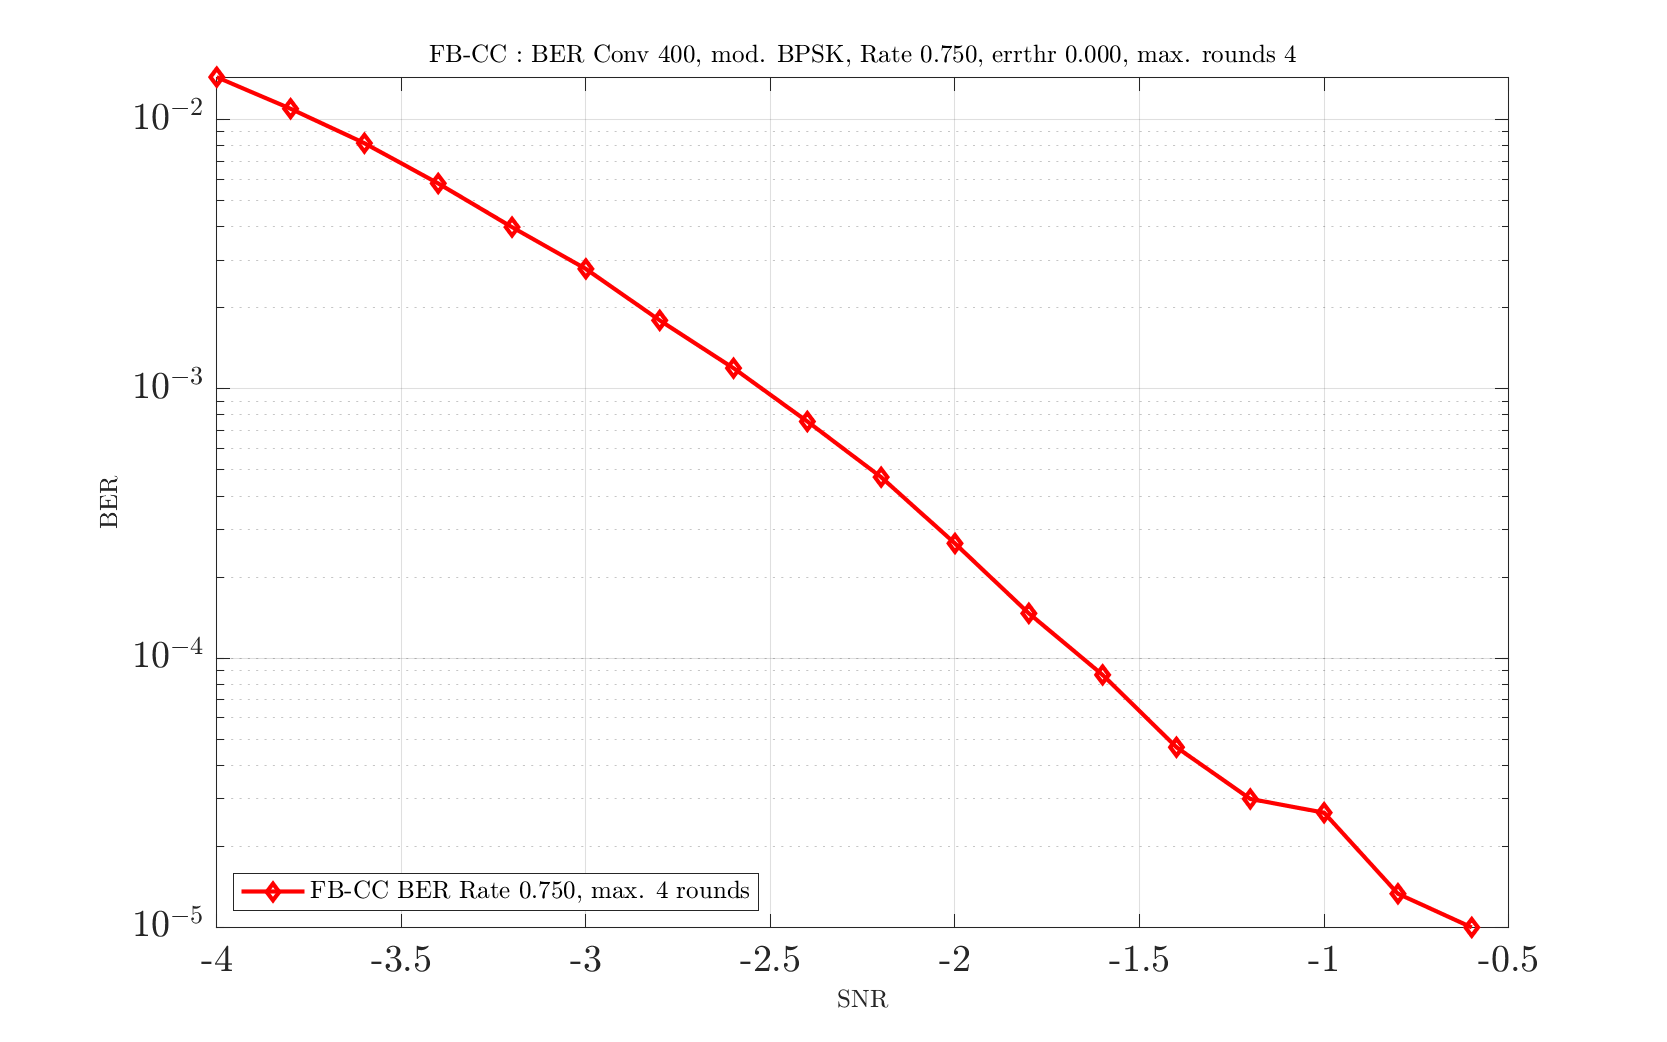 FB-CC : BER Conv 400, mod. BPSK, Rate 0.750, errthr 0.000, max. rounds 4
10^-2
10^-3
10^-4
10^-5
BER
FB-CC BER Rate 0.750, max. 4 rounds
-4 -3.5 -3 -2.5 -2 -1.5 -1 -0.5
SNR